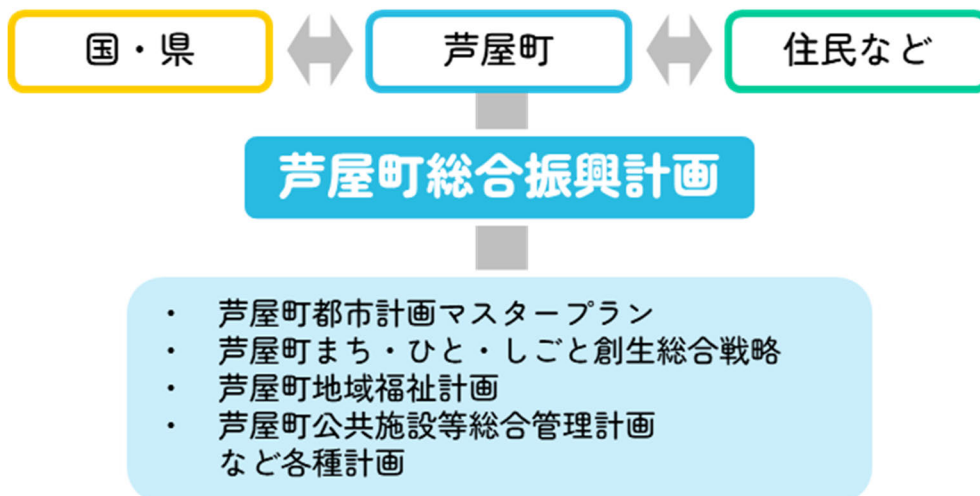 国・県
芦屋町
住民など
芦屋町総合振興計画
・ 芦屋町都市計画マスタープラン
・ 芦屋町まち・ひと・しごと創生総合戦略
・ 芦屋町地域福祉計画
・ 芦屋町公共施設等総合管理計画
など各種計画